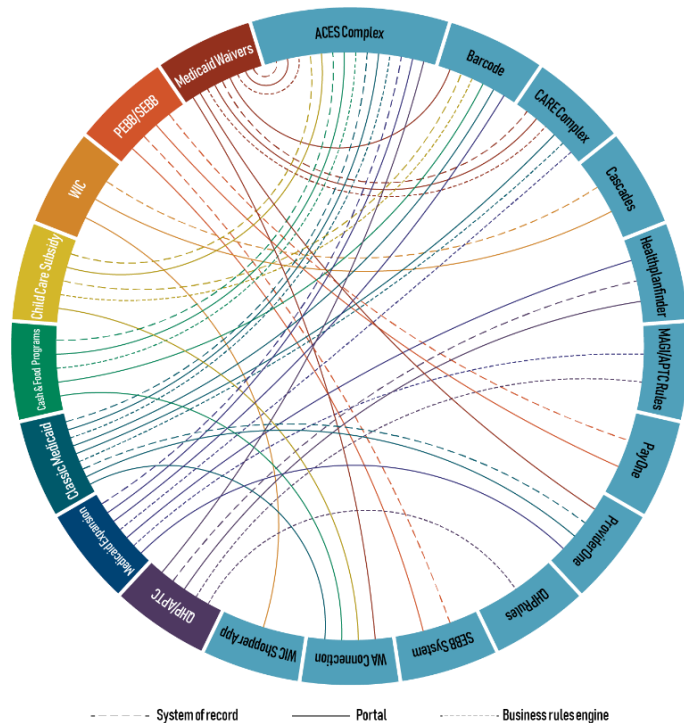 ACES Complex
Barcode
CARE Complex
Cascades
Healthplanfinder
MAGI/APTC Rules
PayOne
ProviderOne
QHP Rules
SEBB System
WA Connection
WIC Shopper App
QHP/APTC
Medicaid Expansion
Classic Medicaid
Cash & Food Programs
Child Care Subsidy
WIC
PEBB/SEBB
Medicaid Waivers
System of record
Portal
Business rules engine